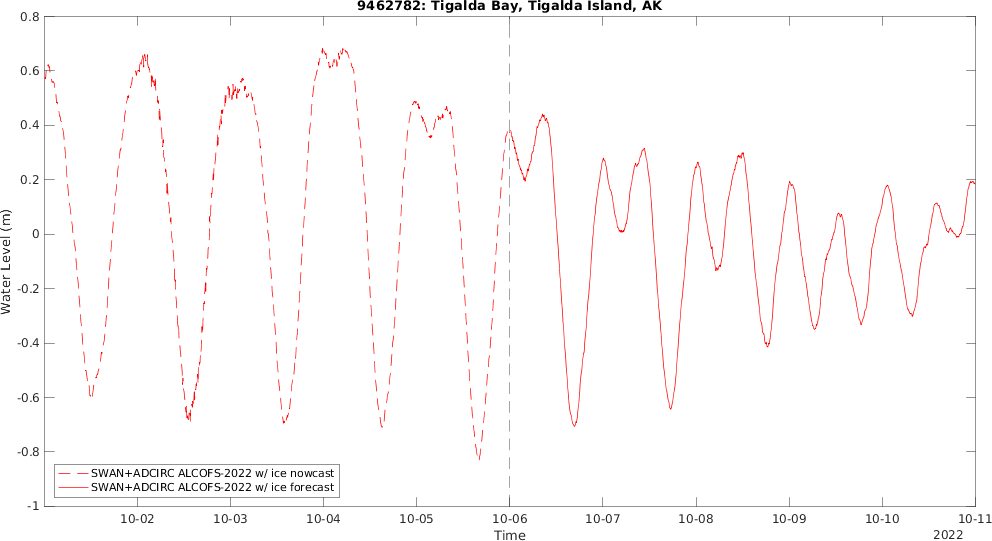 9462782: Tigalda Bay, Tigalda Island, AK
Water Level (m)
0.8
0.6
0.4
0.2
0
-0.2
-0.4
-0.6
-0.8
-1
SWAN+ADCIRC ALCOFS-2022 w/ ice nowcast
SWAN+ADCIRC ALCOFS-2022 w/ ice forecast
10-02 10-03 10-04 10-05 10-06 10-07 10-08 10-09 10-10 10-11
Time
2022